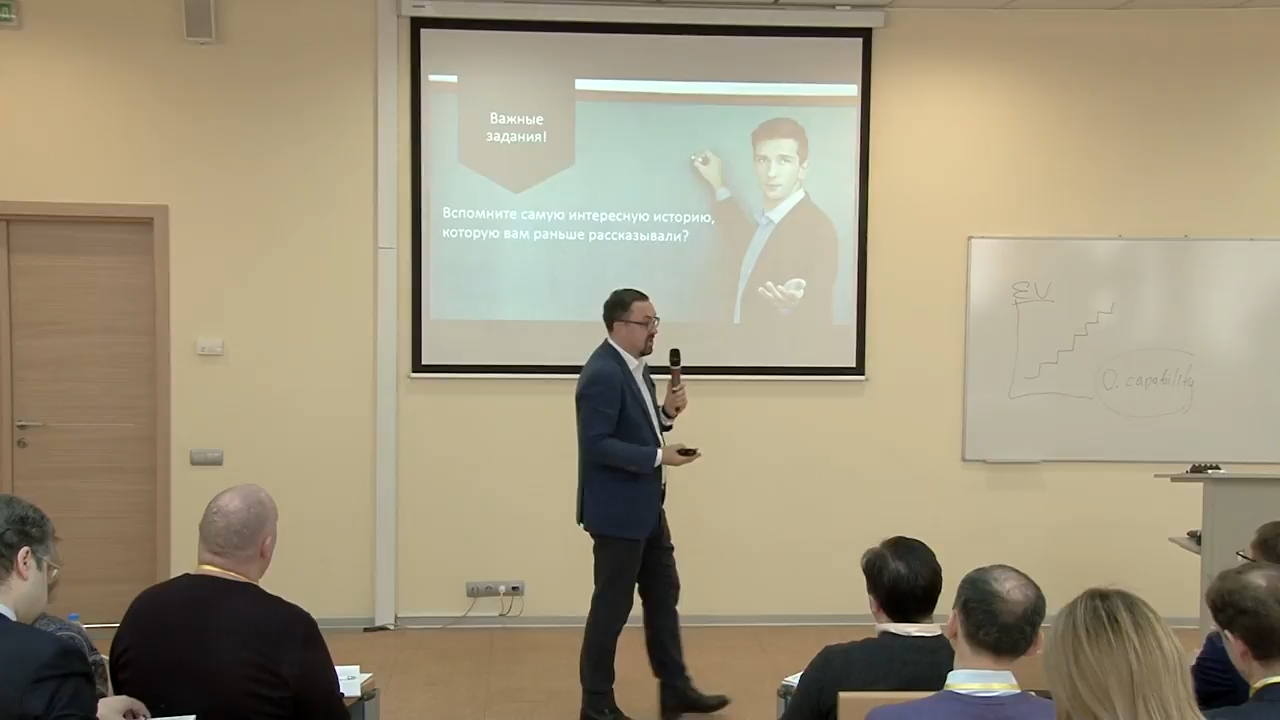 Важные
задания!
Вспомните самую интересную историю,
которую вам раньше рассказывали?
EV
O. capability